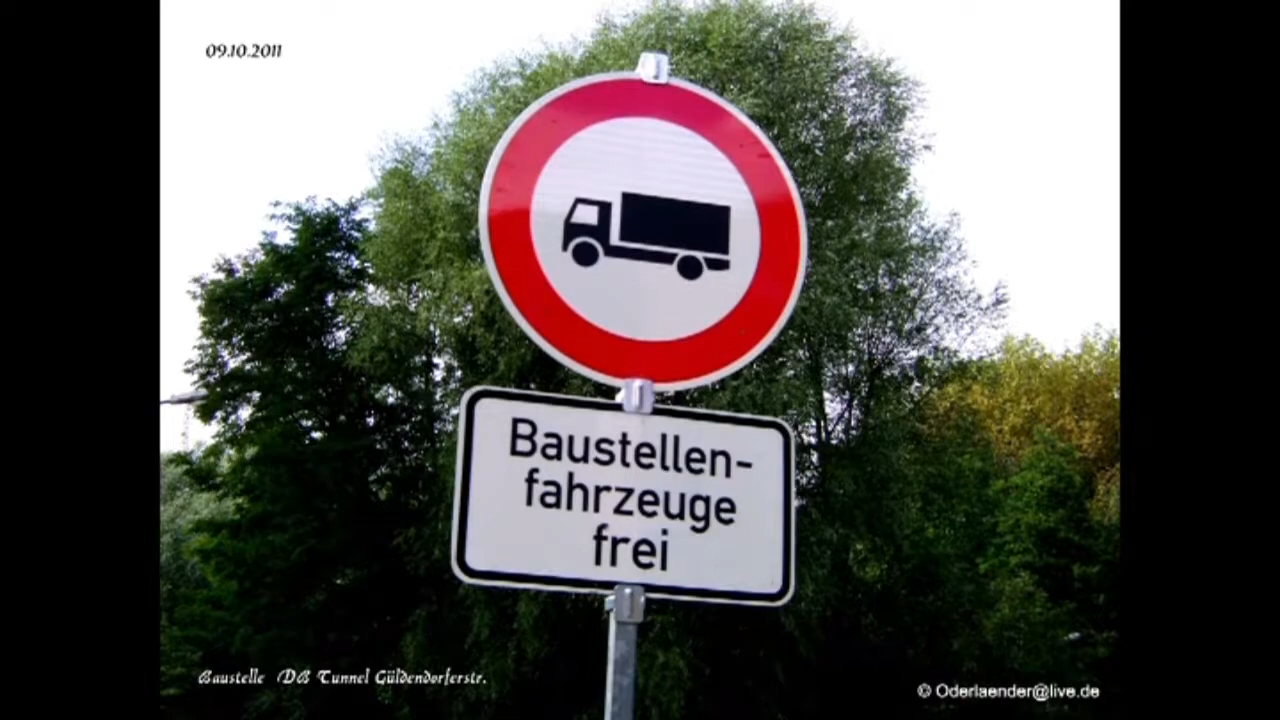 09.10.2011
Baustellen-
fahrzeuge
frei
Baustelle DB Tunnel Güldendorferstr.
© Oderlaender@live.de